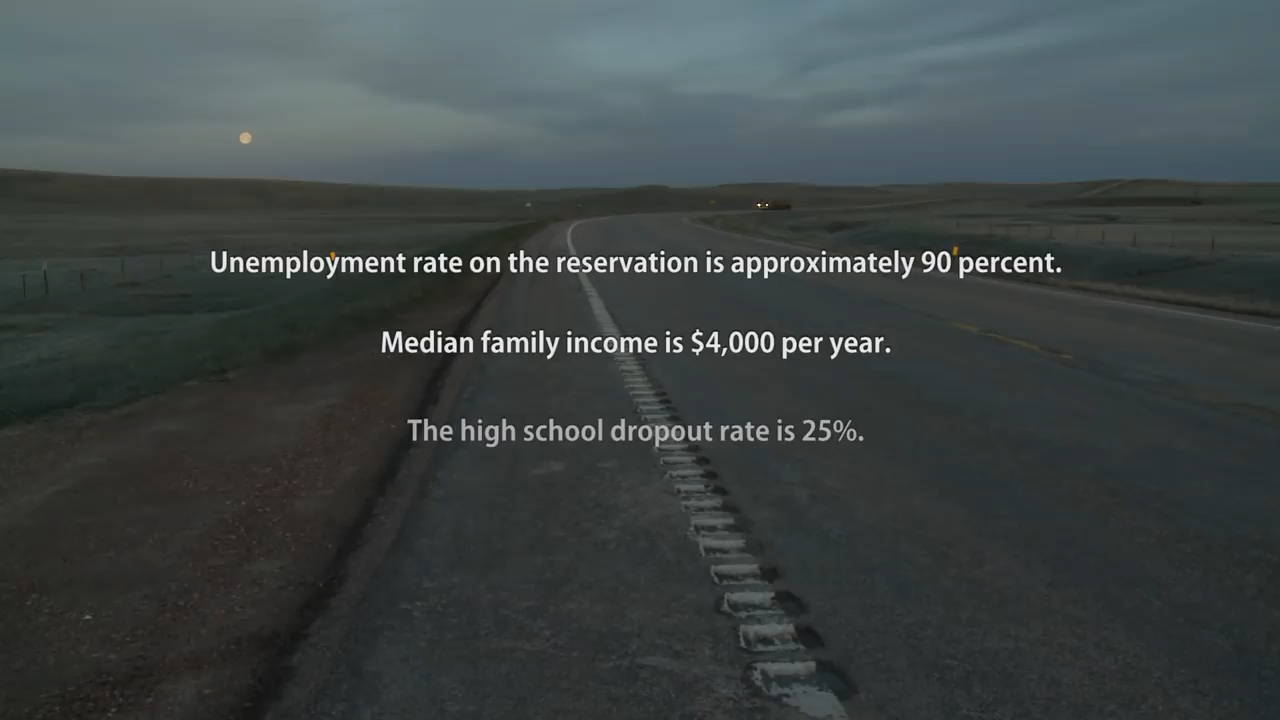 Unemployment rate on the reservation is approximately 90 percent.
Median family income is $4,000 per year.
The high school dropout rate is 25%.